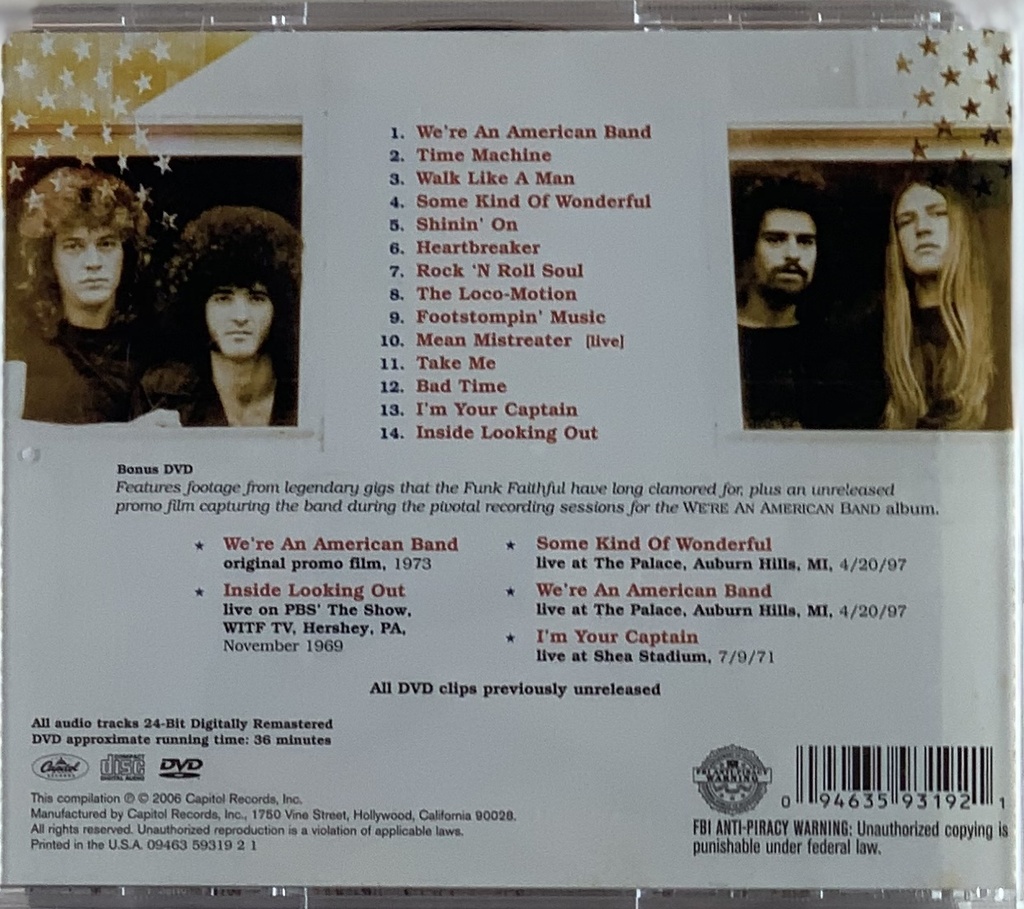 1. We're An American Band
2. Time Machine
3. Walk Like A Man
4. Some Kind Of Wonderful
5. Shinin' On
6. Heartbreaker
7. Rock 'N Roll Soul
8. The Loco-Motion
9. Footstompin' Music
10. Mean Mistreater [live]
11. Take Me
12. Bad Time
13. I'm Your Captain
14. Inside Looking Out
Bonus DVD
Features footage from legendary gigs that the Funk Faithful have long clamored for, plus an unreleased
promo film capturing the band during the pivotal recording sessions for the WE'RE AN AMERICAN BAND album.
★ We're An American Band
original promo film, 1973
★ Inside Looking Out
live on PBS' The Show,
WITF TV, Hershey, PA,
November 1969
★ Some Kind Of Wonderful
live at The Palace, Auburn Hills, MI, 4/20/97
★ We're An American Band
live at The Palace, Auburn Hills, MI, 4/20/97
★ I'm Your Captain
live at Shea Stadium, 7/9/71
All DVD clips previously unreleased
All audio tracks 24-Bit Digitally Remastered
DVD approximate running time: 36 minutes
Capitol RECORDS
COMPACT disc DIGITAL AUDIO
DVD
This compilation ℗ © 2006 Capitol Records, Inc.
Manufactured by Capitol Records, Inc., 1750 Vine Street, Hollywood, California 90028.
All rights reserved. Unauthorized reproduction is a violation of applicable laws.
Printed in the U.S.A. 09463 59319 2 1
FBI ANTI-PIRACY WARNING
0 94635 93192 1
FBI ANTI-PIRACY WARNING: Unauthorized copying is
punishable under federal law.